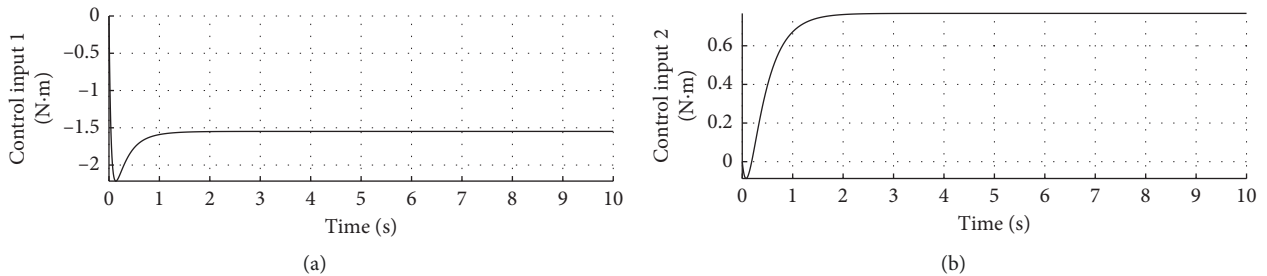 Control input 1
(N·m)
0
−0.5
−1
−1.5
−2
0 1 2 3 4 5 6 7 8 9 10
Time (s)
(a)
Control input 2
(N·m)
0.6
0.4
0.2
0
0 1 2 3 4 5 6 7 8 9 10
Time (s)
(b)